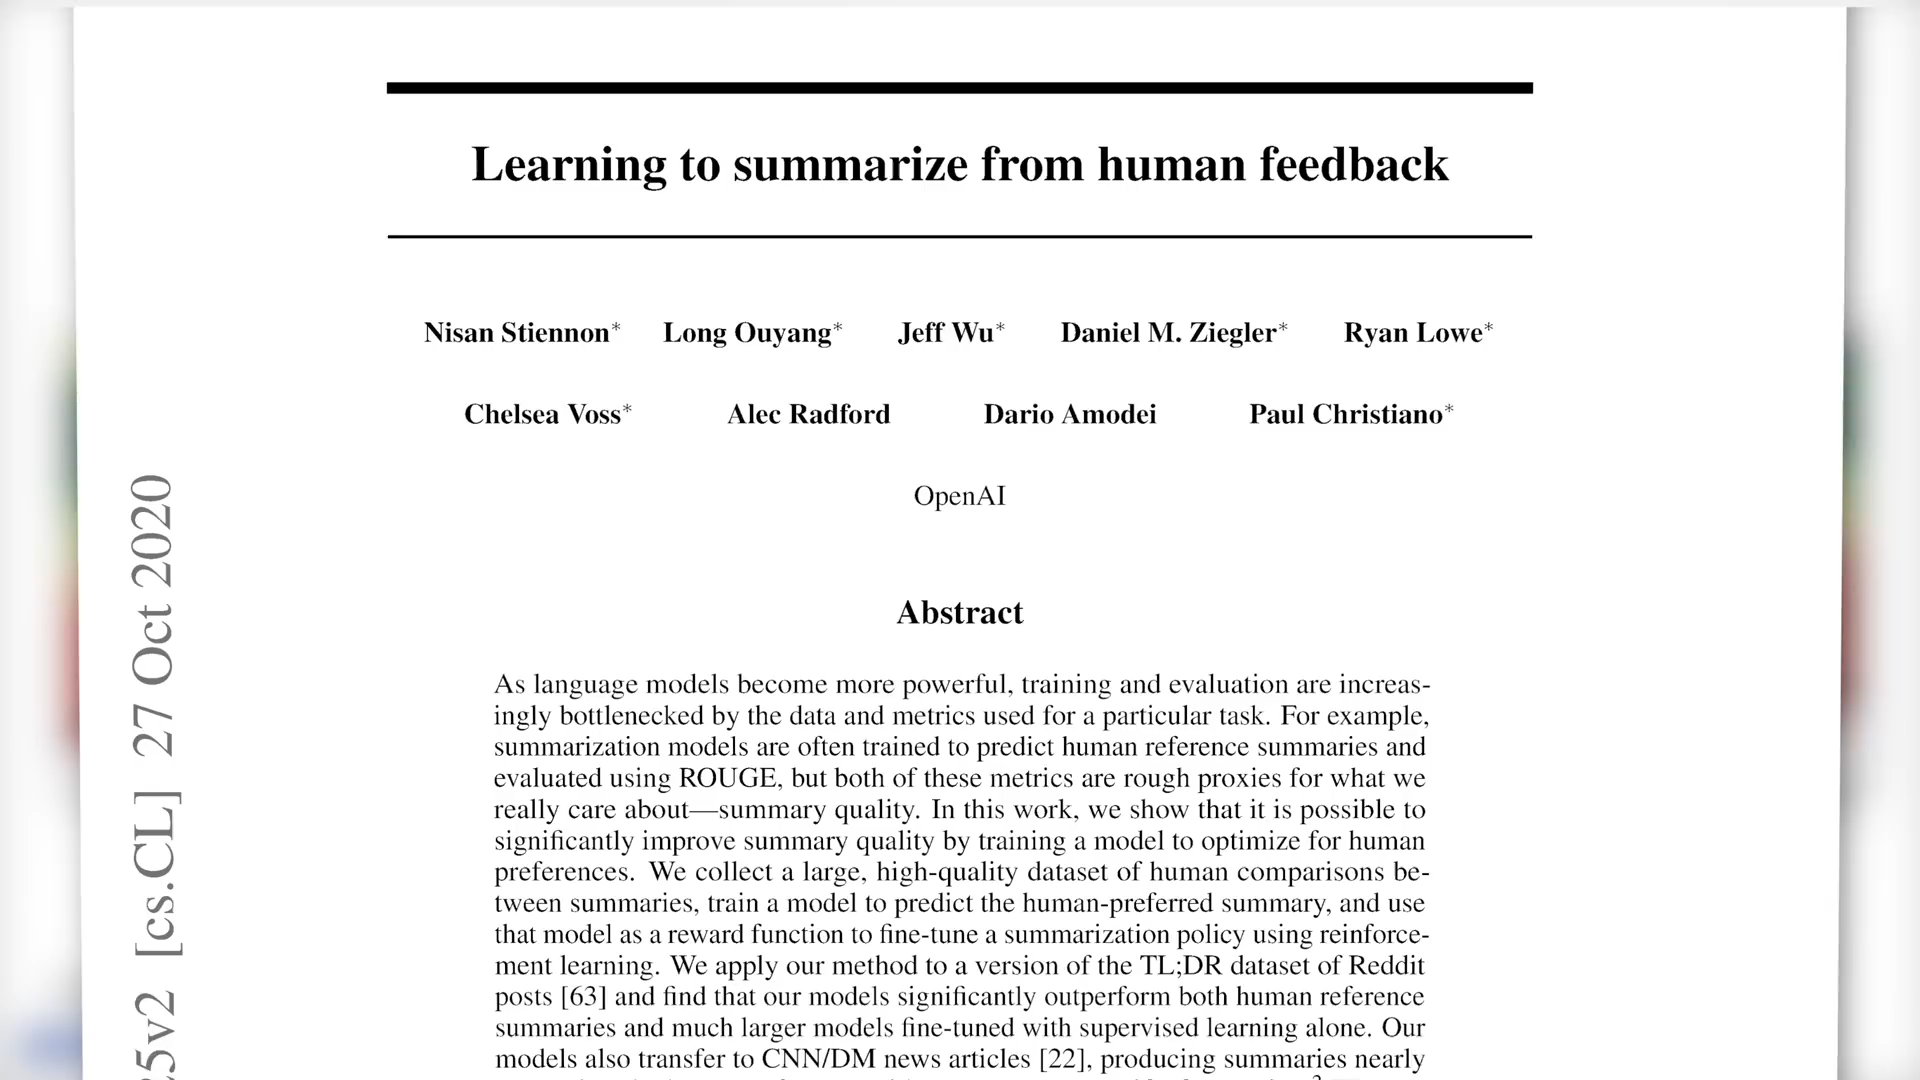 Learning to summarize from human feedback
Nisan Stiennon* Long Ouyang* Jeff Wu* Daniel M. Ziegler* Ryan Lowe*
Chelsea Voss* Alec Radford Dario Amodei Paul Christiano*
OpenAI
Abstract
As language models become more powerful, training and evaluation are increas-
ingly bottlenecked by the data and metrics used for a particular task. For example,
summarization models are often trained to predict human reference summaries and
evaluated using ROUGE, but both of these metrics are rough proxies for what we
really care about—summary quality. In this work, we show that it is possible to
significantly improve summary quality by training a model to optimize for human
preferences. We collect a large, high-quality dataset of human comparisons be-
tween summaries, train a model to predict the human-preferred summary, and use
that model as a reward function to fine-tune a summarization policy using reinforce-
ment learning. We apply our method to a version of the TL;DR dataset of Reddit
posts [63] and find that our models significantly outperform both human reference
summaries and much larger models fine-tuned with supervised learning alone. Our
models also transfer to CNN/DM news articles [22], producing summaries nearly
25v2 [cs.CL] 27 Oct 2020